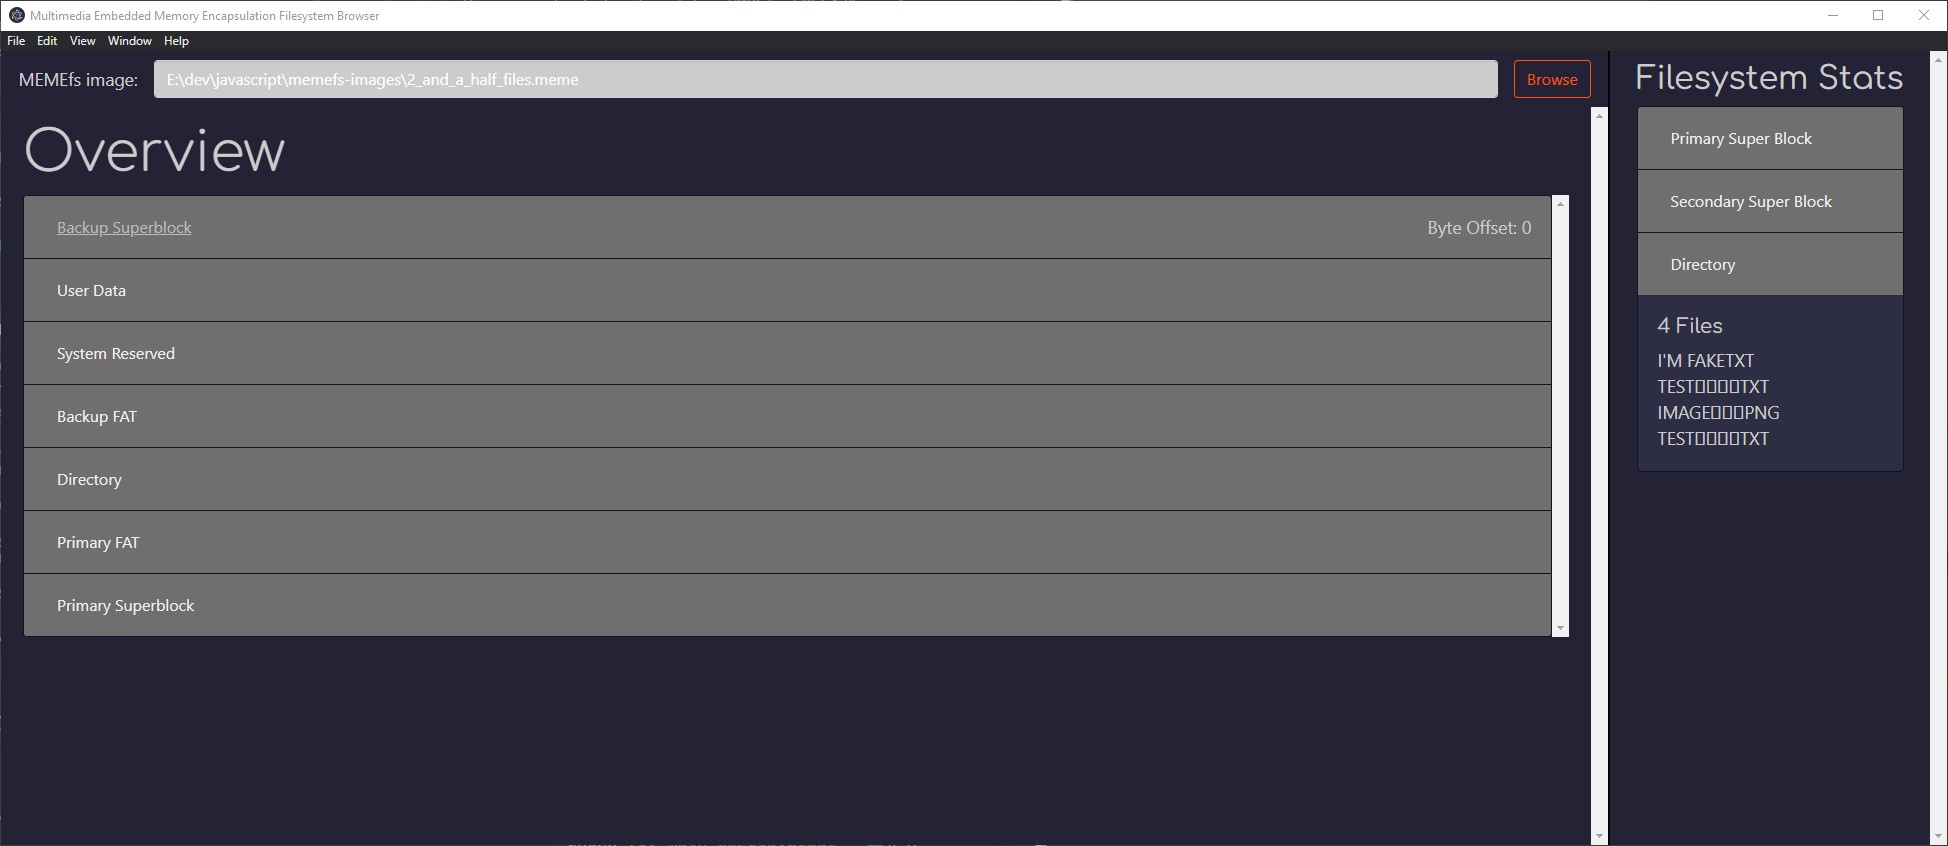 Multimedia Embedded Memory Encapsulation Filesystem Browser
File Edit View Window Help
MEMEfs image: E:\dev\javascript\memefs-images\2_and_a_half_files.meme Browse
Overview
Backup Superblock Byte Offset: 0
User Data
System Reserved
Backup FAT
Directory
Primary FAT
Primary Superblock
Filesystem Stats
Primary Super Block
Secondary Super Block
Directory
4 Files
I'M FAKETXT
TEST▯▯▯▯TXT
IMAGE▯▯▯PNG
TEST▯▯▯▯TXT